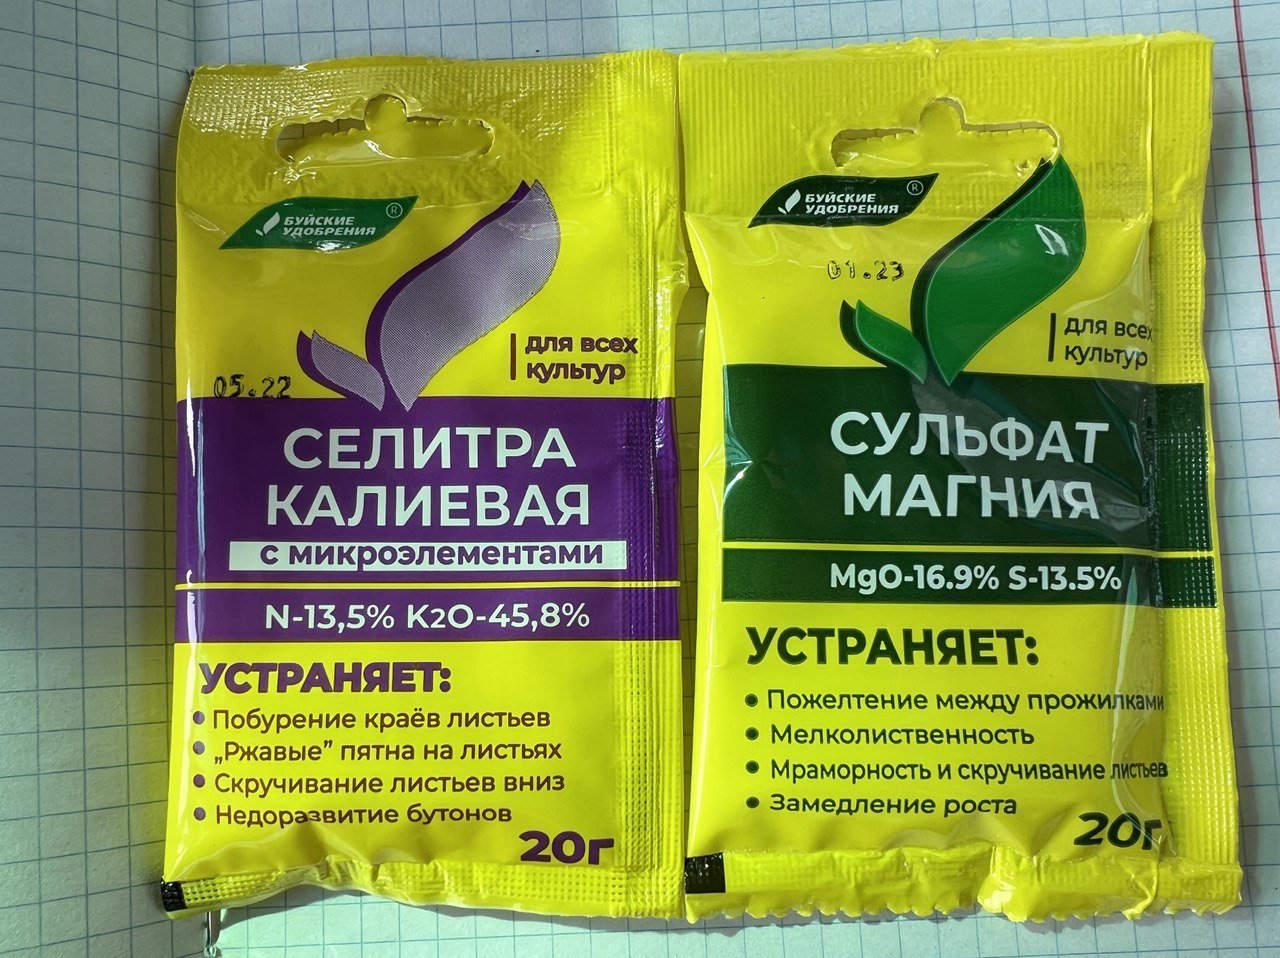 БУЙСКИЕ
УДОБРЕНИЯ ®
для всех
культур
05.22
СЕЛИТРА
КАЛИЕВАЯ
с микроэлементами
N-13,5% K2O-45,8%
УСТРАНЯЕТ:
• Побурение краёв листьев
• „Ржавые” пятна на листьях
• Скручивание листьев вниз
• Недоразвитие бутонов
20г
БУЙСКИЕ
УДОБРЕНИЯ ®
01.23
для всех
культур
СУЛЬФАТ
МАГНИЯ
MgO-16.9% S-13.5%
УСТРАНЯЕТ:
• Пожелтение между прожилками
• Мелколиственность
• Мраморность и скручивание листьев
• Замедление роста
20г